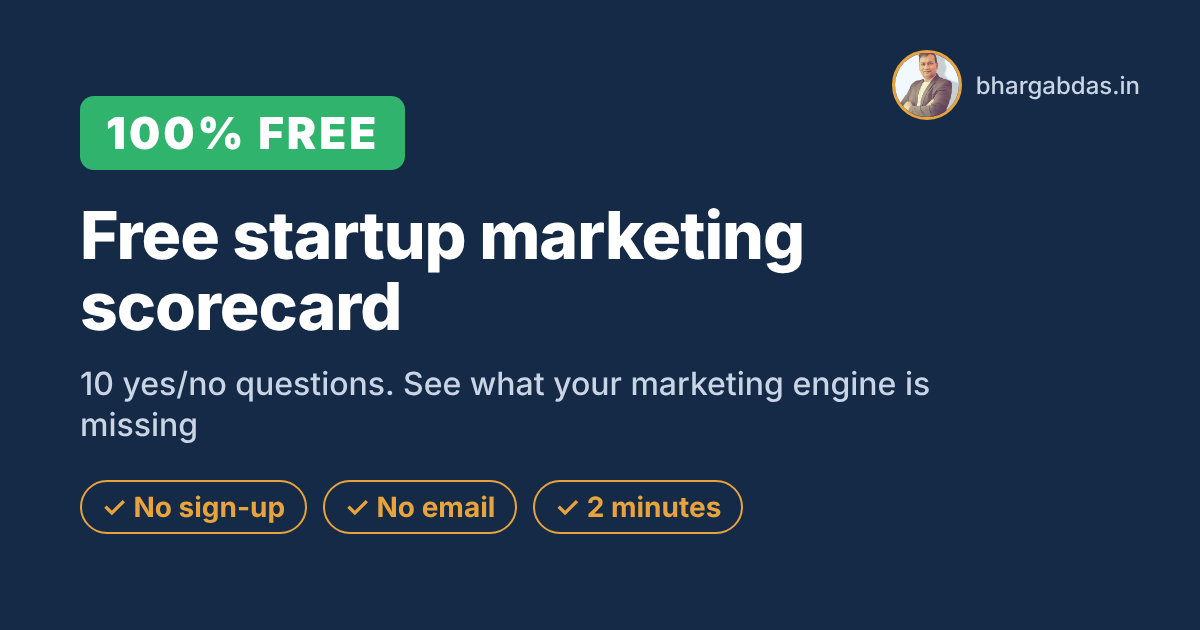 bhargabdas.in
100% FREE
Free startup marketing
scorecard
10 yes/no questions. See what your marketing engine is
missing
✓ No sign-up
✓ No email
✓ 2 minutes